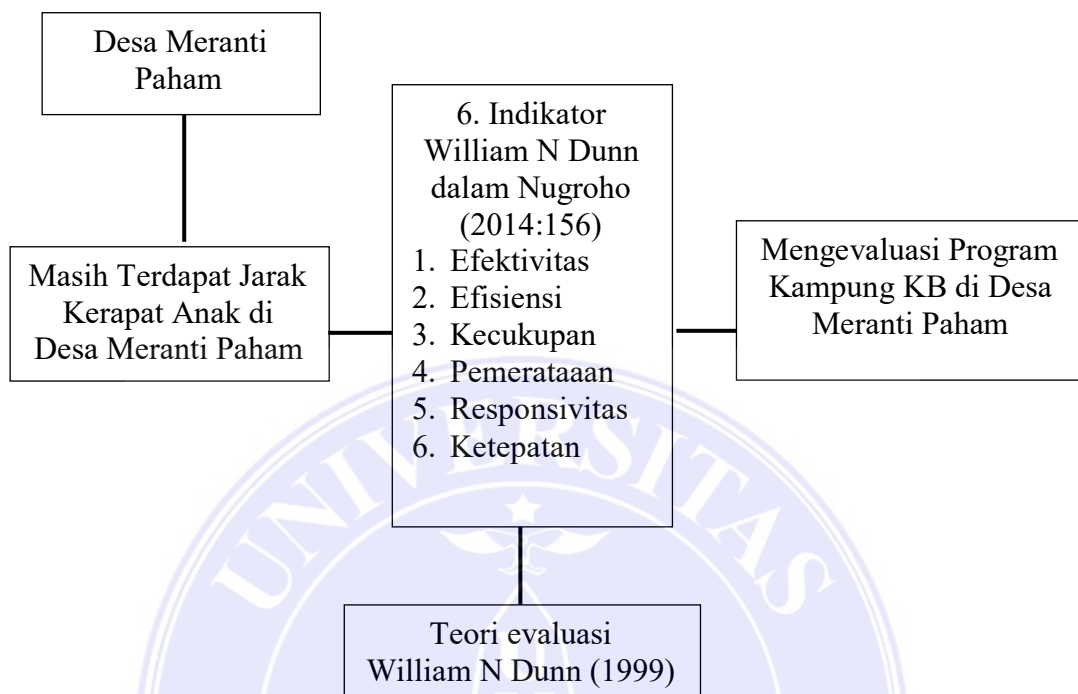 Desa Meranti
Paham
Masih Terdapat Jarak
Kerapat Anak di
Desa Meranti Paham
6. Indikator
William N Dunn
dalam Nugroho
(2014:156)
1. Efektivitas
2. Efisiensi
3. Kecukupan
4. Pemerataaan
5. Responsivitas
6. Ketepatan
Mengevaluasi Program
Kampung KB di Desa
Meranti Paham
Teori evaluasi
William N Dunn (1999)
UNIVERSITAS